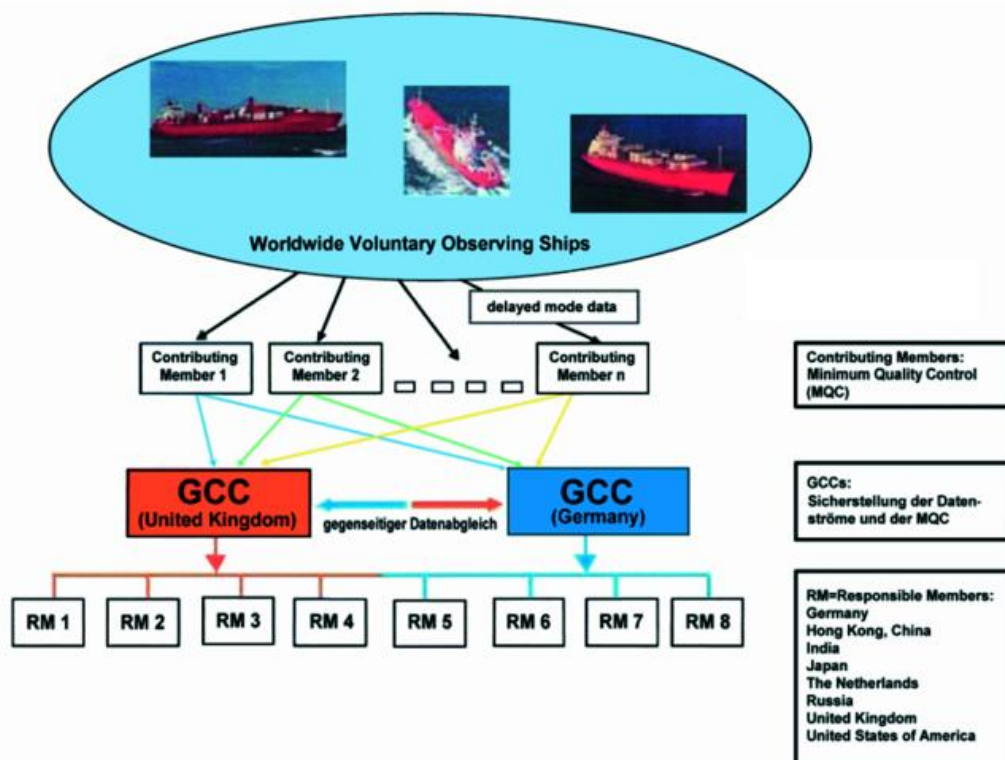 Worldwide Voluntary Observing Ships
delayed mode data
Contributing
Member 1
Contributing
Member 2
Contributing
Member n
Contributing Members:
Minimum Quality Control
(MQC)
GCC
(United Kingdom)
gegenseitiger Datenabgleich
GCC
(Germany)
GCCs:
Sicherstellung der Daten-
ströme und der MQC
RM 1
RM 2
RM 3
RM 4
RM 5
RM 6
RM 7
RM 8
RM=Responsible Members:
Germany
Hong Kong, China
India
Japan
The Netherlands
Russia
United Kingdom
United States of America